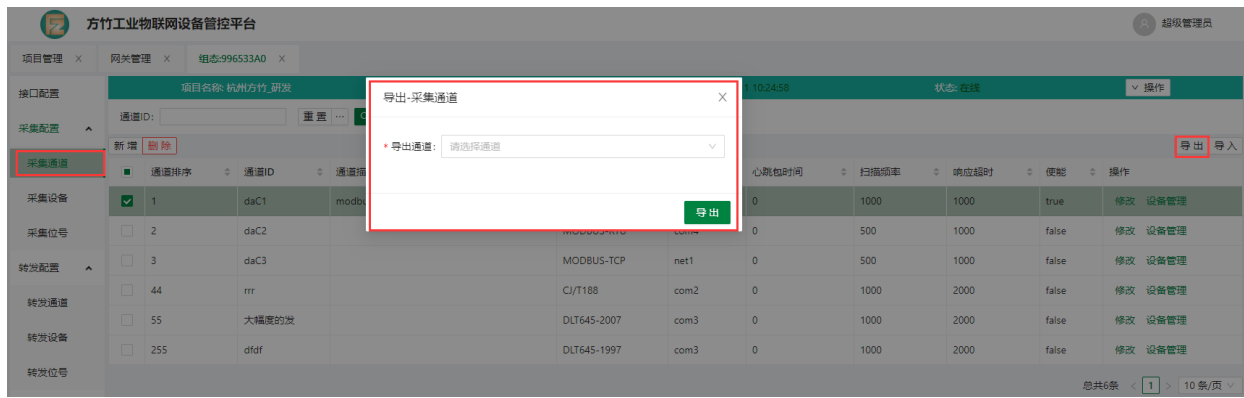 方竹工业物联网设备管控平台 超级管理员
项目管理 × 网关管理 × 组态:996533A0 ×
接口配置 项目名称: 杭州方竹_研发 10:24:58 状态: 在线 操作
导出-采集通道 ×
通道ID: 重置 ···
采集配置
* 导出通道: 请选择通道
新增 删除 导出 导入
采集通道 通道排序 通道ID 心跳包时间 扫描频率 响应超时 使能 操作
1 daC1 0 1000 1000 true 修改 设备管理
导出
采集设备
2 daC2 0 500 1000 false 修改 设备管理
采集位号
3 daC3 MODBUS-TCP net1 0 500 1000 false 修改 设备管理
转发配置
44 rrr CJ/T188 com2 0 1000 2000 false 修改 设备管理
转发通道
55 大幅度的发 DLT645-2007 com3 0 1000 2000 false 修改 设备管理
转发设备
255 dfdf DLT645-1997 com3 0 1000 2000 false 修改 设备管理
转发位号
总共6条 < 1 > 10 条/页